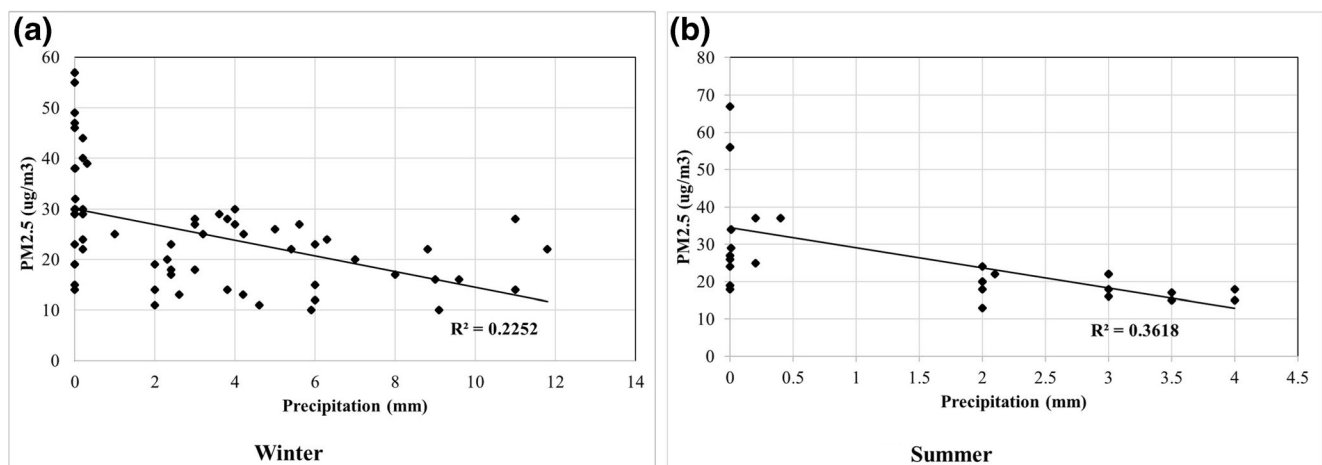 (a)
60
50
40
30
20
10
0
PM2.5 (ug/m3)
R² = 0.2252
0 2 4 6 8 10 12 14
Precipitation (mm)
Winter
(b)
80
70
60
50
40
30
20
10
0
PM2.5 (ug/m3)
R² = 0.3618
0 0.5 1 1.5 2 2.5 3 3.5 4 4.5
Precipitation (mm)
Summer